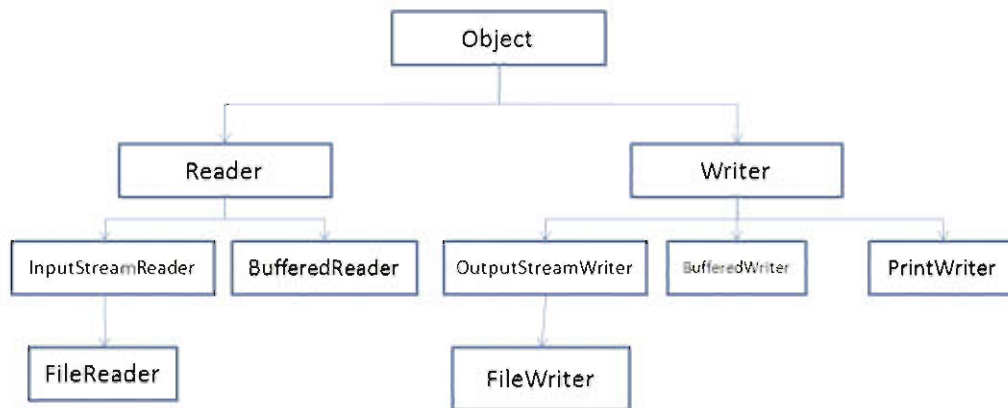 Object
Reader
Writer
InputStreamReader
BufferedReader
OutputStreamWriter
BufferedWriter
PrintWriter
FileReader
FileWriter